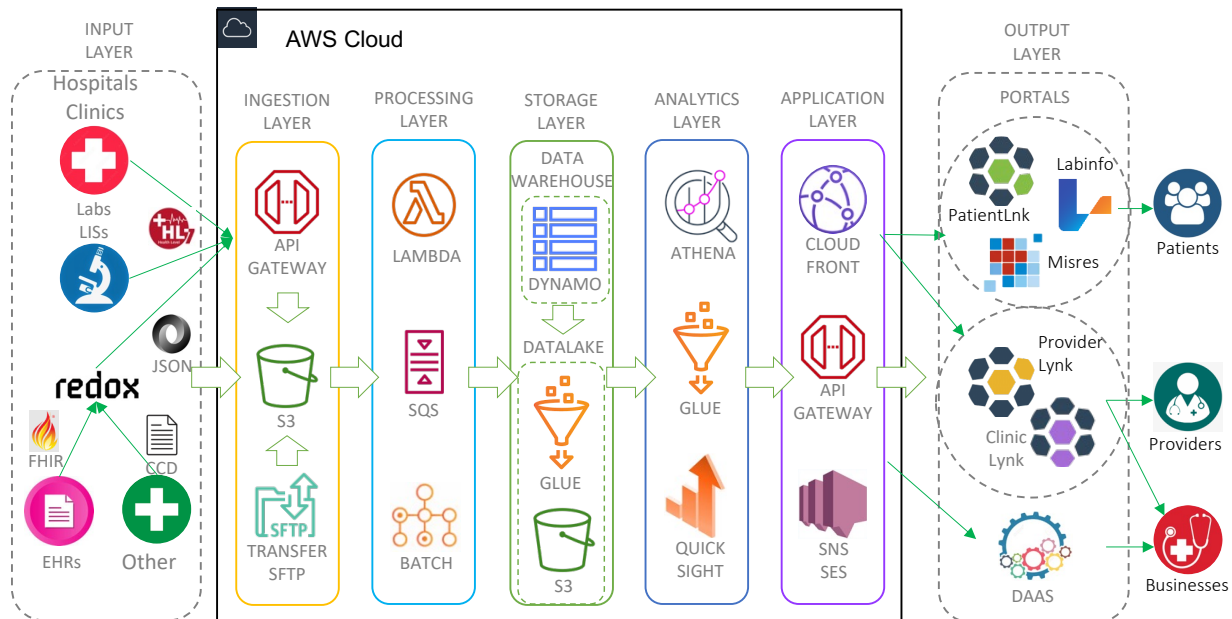 INPUT
LAYER
Hospitals
Clinics
Labs
LISs
HL7
Health Level
JSON
redox
FHIR
CCD
EHRs
Other
AWS Cloud
INGESTION
LAYER
API
GATEWAY
S3
SFTP
TRANSFER
SFTP
PROCESSING
LAYER
LAMBDA
SQS
BATCH
STORAGE
LAYER
DATA
WAREHOUSE
DYNAMO
DATALAKE
GLUE
S3
ANALYTICS
LAYER
ATHENA
GLUE
QUICK
SIGHT
APPLICATION
LAYER
CLOUD
FRONT
API
GATEWAY
SNS
SES
OUTPUT
LAYER
PORTALS
Labinfo
PatientLnk
Misres
Provider
Lynk
Clinic
Lynk
DAAS
Patients
Providers
Businesses